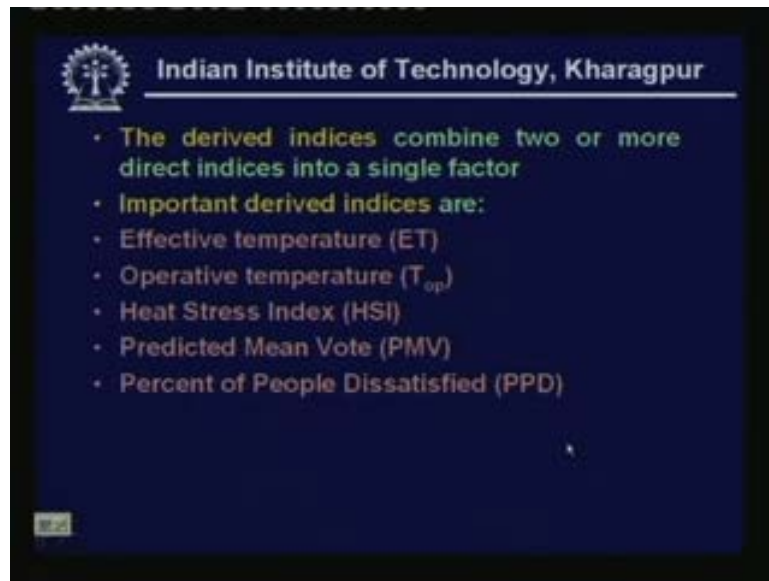 Indian Institute of Technology, Kharagpur
• The derived indices combine two or more
direct indices into a single factor
• Important derived indices are:
• Effective temperature (ET)
• Operative temperature (Top)
• Heat Stress Index (HSI)
• Predicted Mean Vote (PMV)
• Percent of People Dissatisfied (PPD)